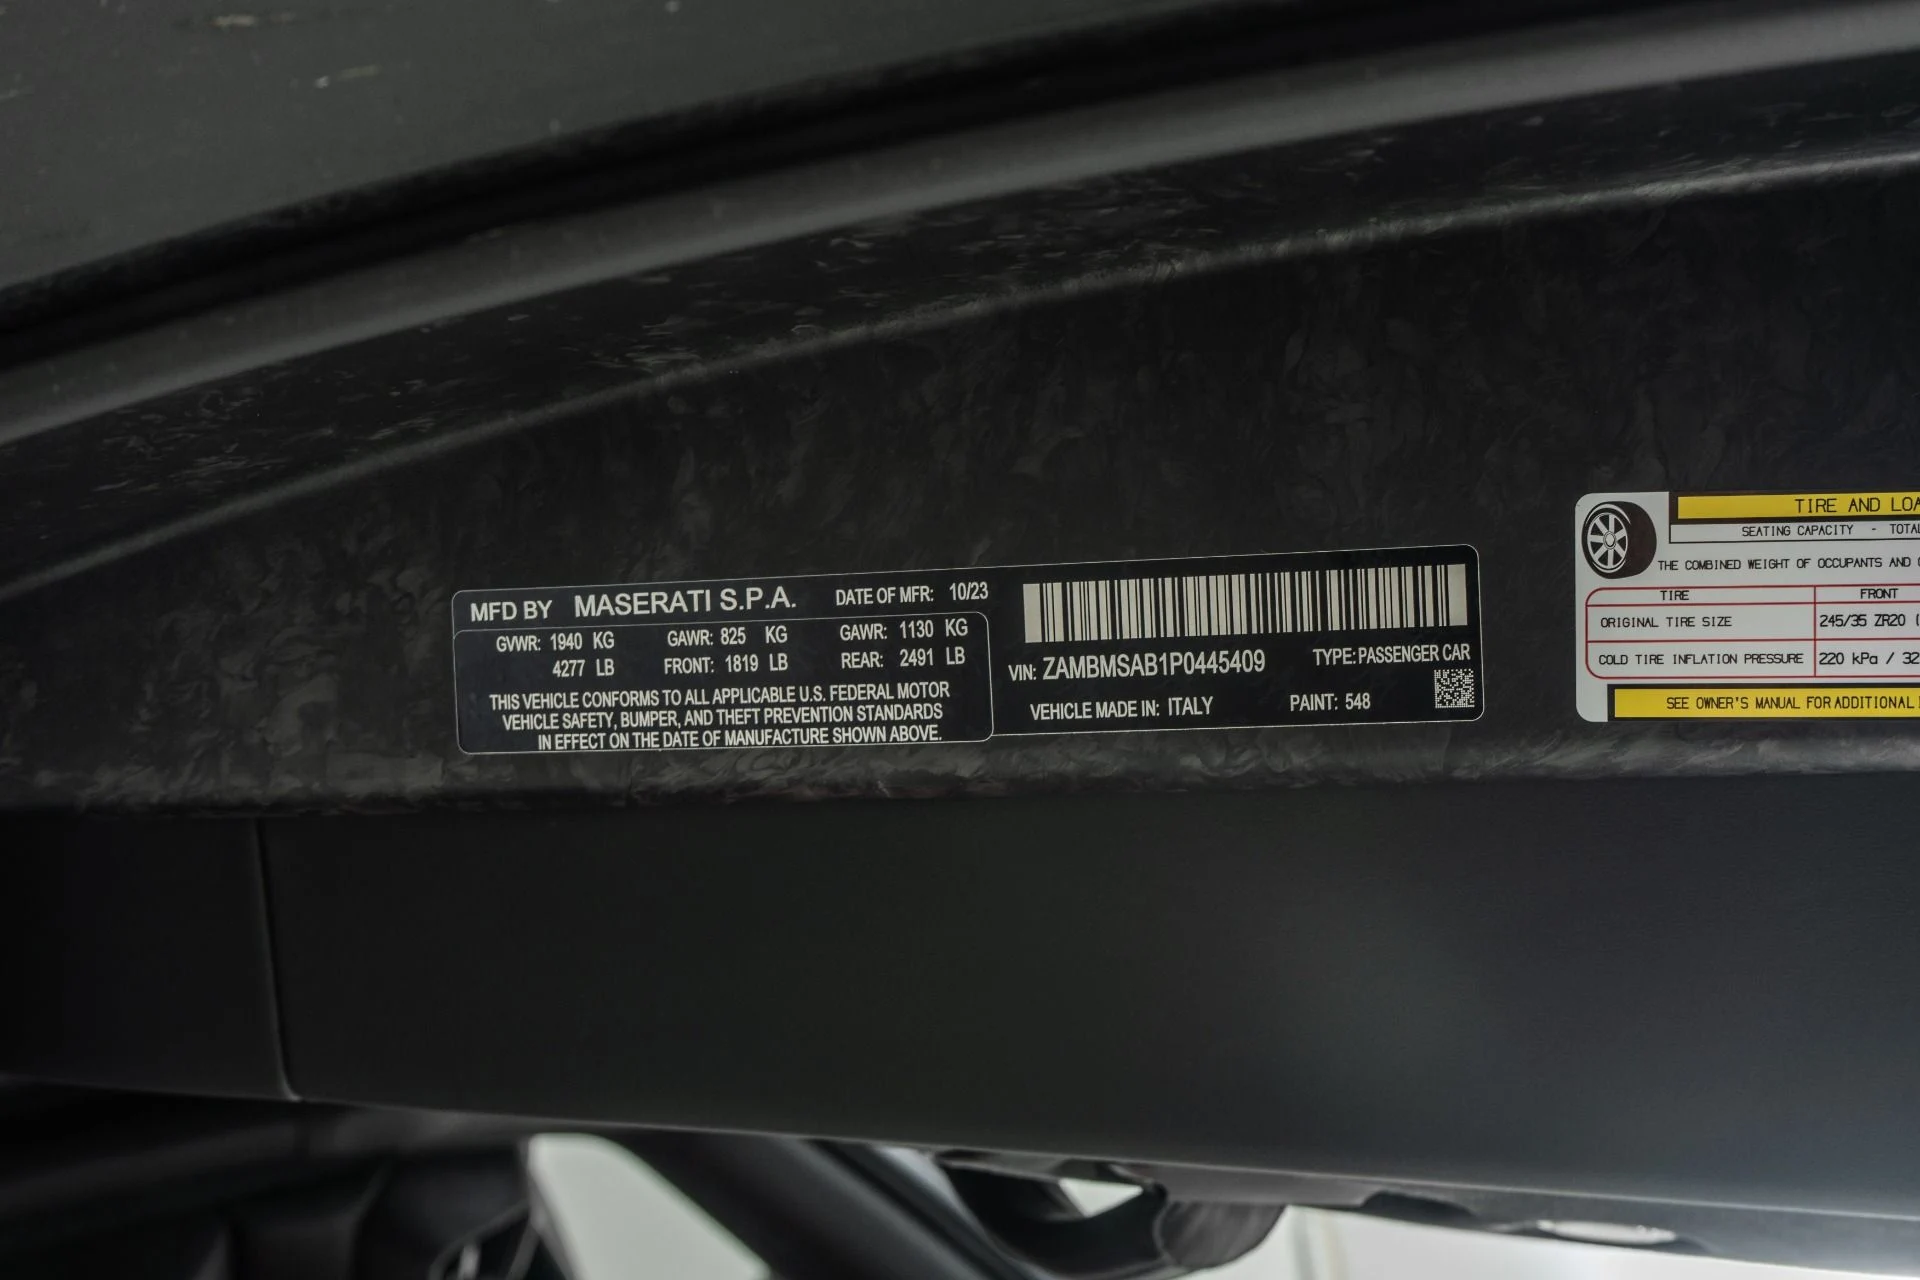 MFD BY MASERATI S.P.A. DATE OF MFR: 10/23
GVWR: 1940 KG GAWR: 825 KG GAWR: 1130 KG
4277 LB FRONT: 1819 LB REAR: 2491 LB
THIS VEHICLE CONFORMS TO ALL APPLICABLE U.S. FEDERAL MOTOR
VEHICLE SAFETY, BUMPER, AND THEFT PREVENTION STANDARDS
IN EFFECT ON THE DATE OF MANUFACTURE SHOWN ABOVE.
VIN: ZAMBMSAB1P0445409 TYPE: PASSENGER CAR
VEHICLE MADE IN: ITALY PAINT: 548
TIRE AND LOA
SEATING CAPACITY - TOTAL
THE COMBINED WEIGHT OF OCCUPANTS AND
TIRE FRONT
ORIGINAL TIRE SIZE 245/35 ZR20 (
COLD TIRE INFLATION PRESSURE 220 kPa / 32
SEE OWNER'S MANUAL FOR ADDITIONAL